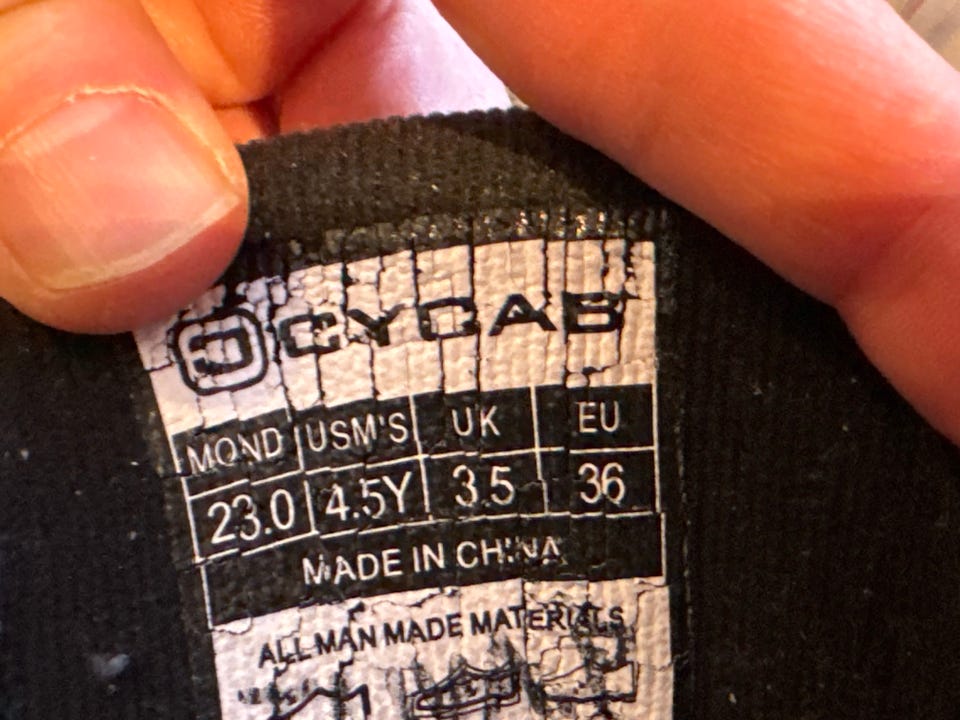 CYCAB
MOND USM'S UK EU
23.0 4.5Y 3.5 36
MADE IN CHINA
ALL MAN MADE MATERIALS